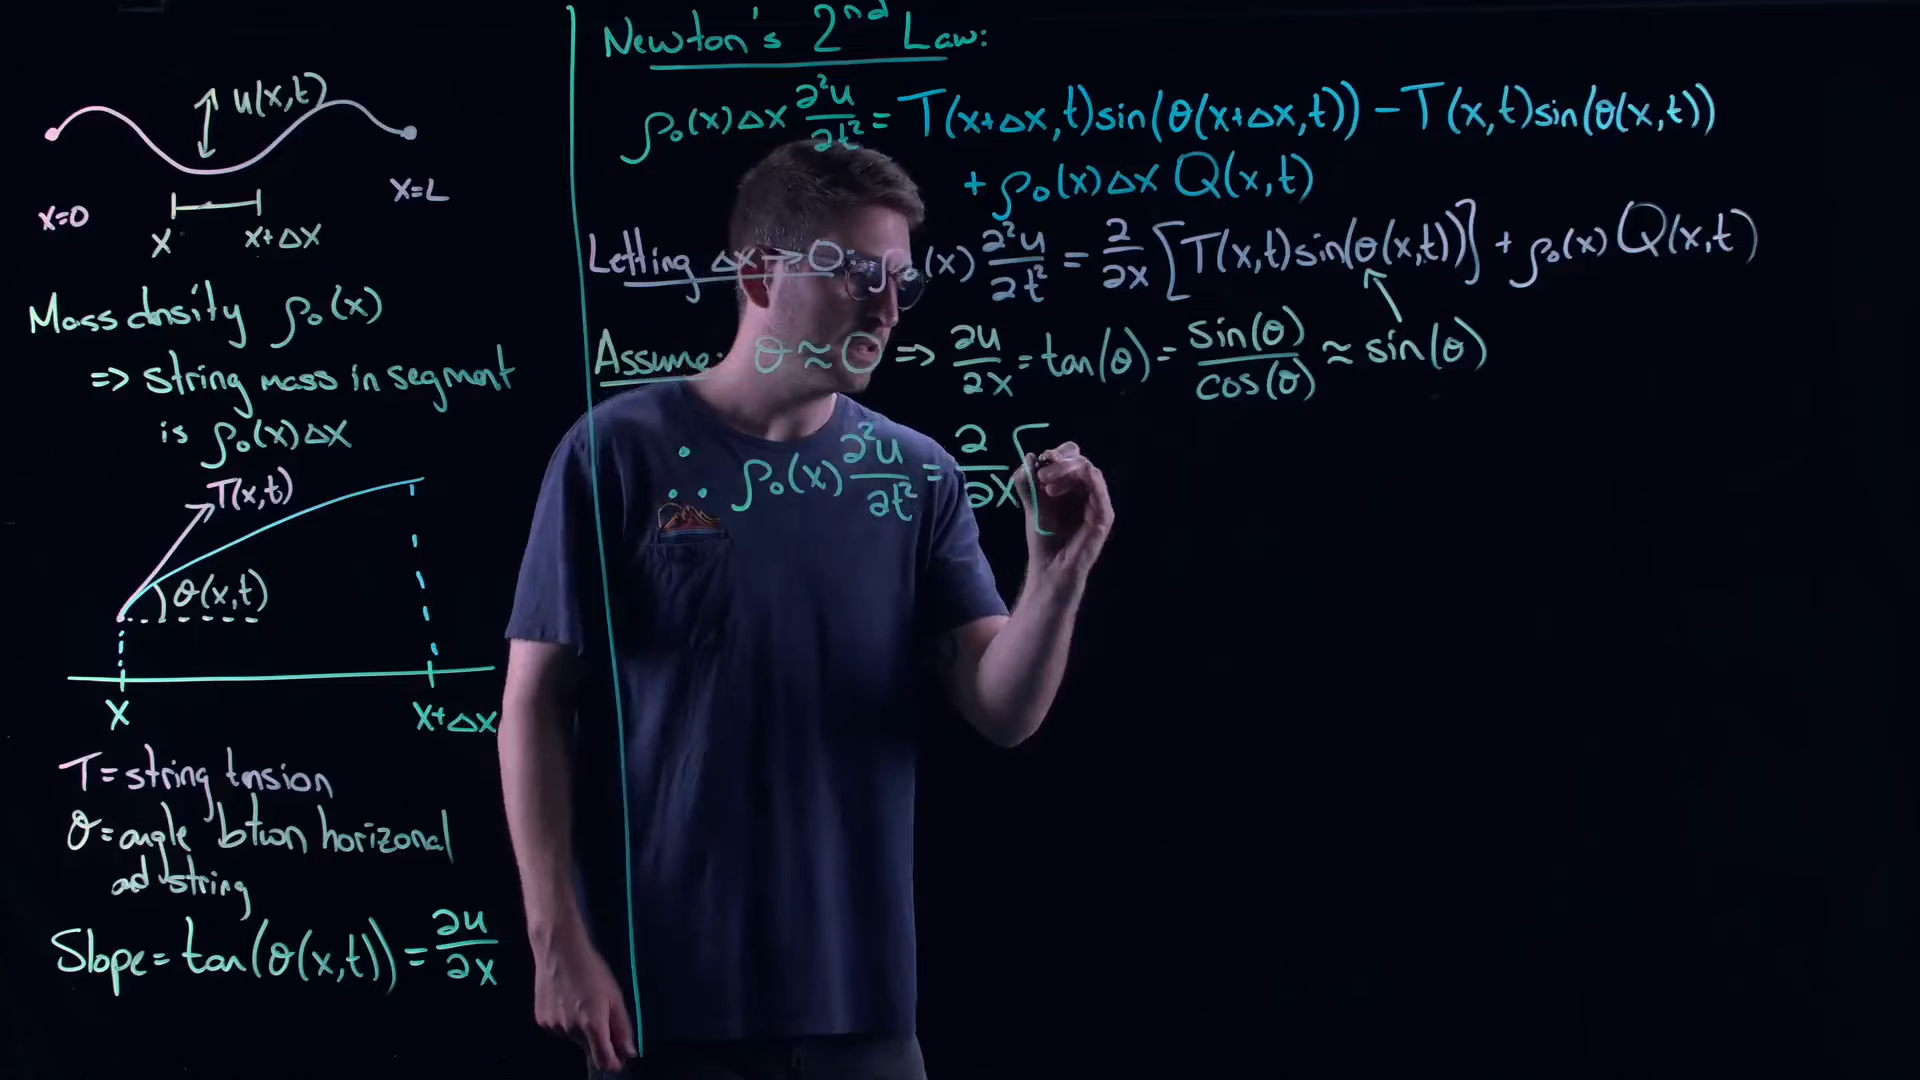 u(x,t)
x=0
x=L
x
x+Δx
Mass density ρ₀(x)
=> string mass in segment
is ρ₀(x)Δx
T(x,t)
θ(x,t)
x
x+Δx
T=string tension
θ=angle btwn horizonal
ad string
Slope=tan(θ(x,t))=∂u/∂x
Newton's 2nd Law:
ρ₀(x)Δx ∂²u/∂t² = T(x+Δx,t)sin(θ(x+Δx,t)) - T(x,t)sin(θ(x,t))
+ ρ₀(x)Δx Q(x,t)
Letting Δx→0: ρ₀(x) ∂²u/∂t² = ∂/∂x [T(x,t)sin(θ(x,t))] + ρ₀(x) Q(x,t)
Assume: θ≈0 => ∂u/∂x = tan(θ) = sin(θ)/cos(θ) ≈ sin(θ)
∴ ρ₀(x) ∂²u/∂t² = ∂/∂x [